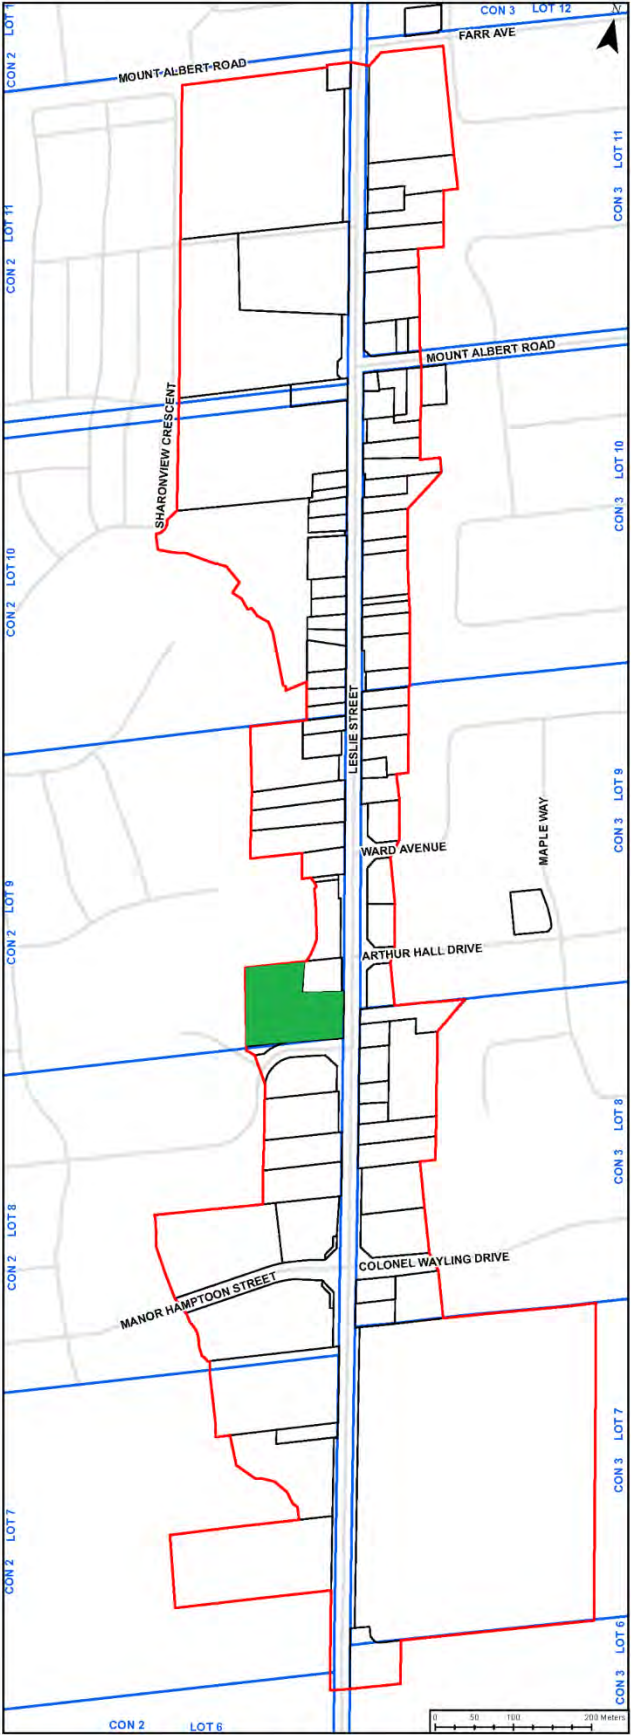 CON 3 LOT 12
N
LOT 1
CON 2
FARR AVE
MOUNT ALBERT ROAD
LOT 11
CON 3
LOT 11
CON 2
MOUNT ALBERT ROAD
SHARONVIEW CRESCENT
LOT 10
CON 3
LOT 10
CON 2
LESLIE STREET
LOT 9
CON 3
MAPLE WAY
WARD AVENUE
LOT 9
CON 2
ARTHUR HALL DRIVE
LOT 8
CON 3
LOT 8
CON 2
COLONEL WAYLING DRIVE
MANOR HAMPTOON STREET
LOT 7
CON 3
LOT 7
CON 2
LOT 6
CON 3
CON 2 LOT 6
0 50 100 200 Meters